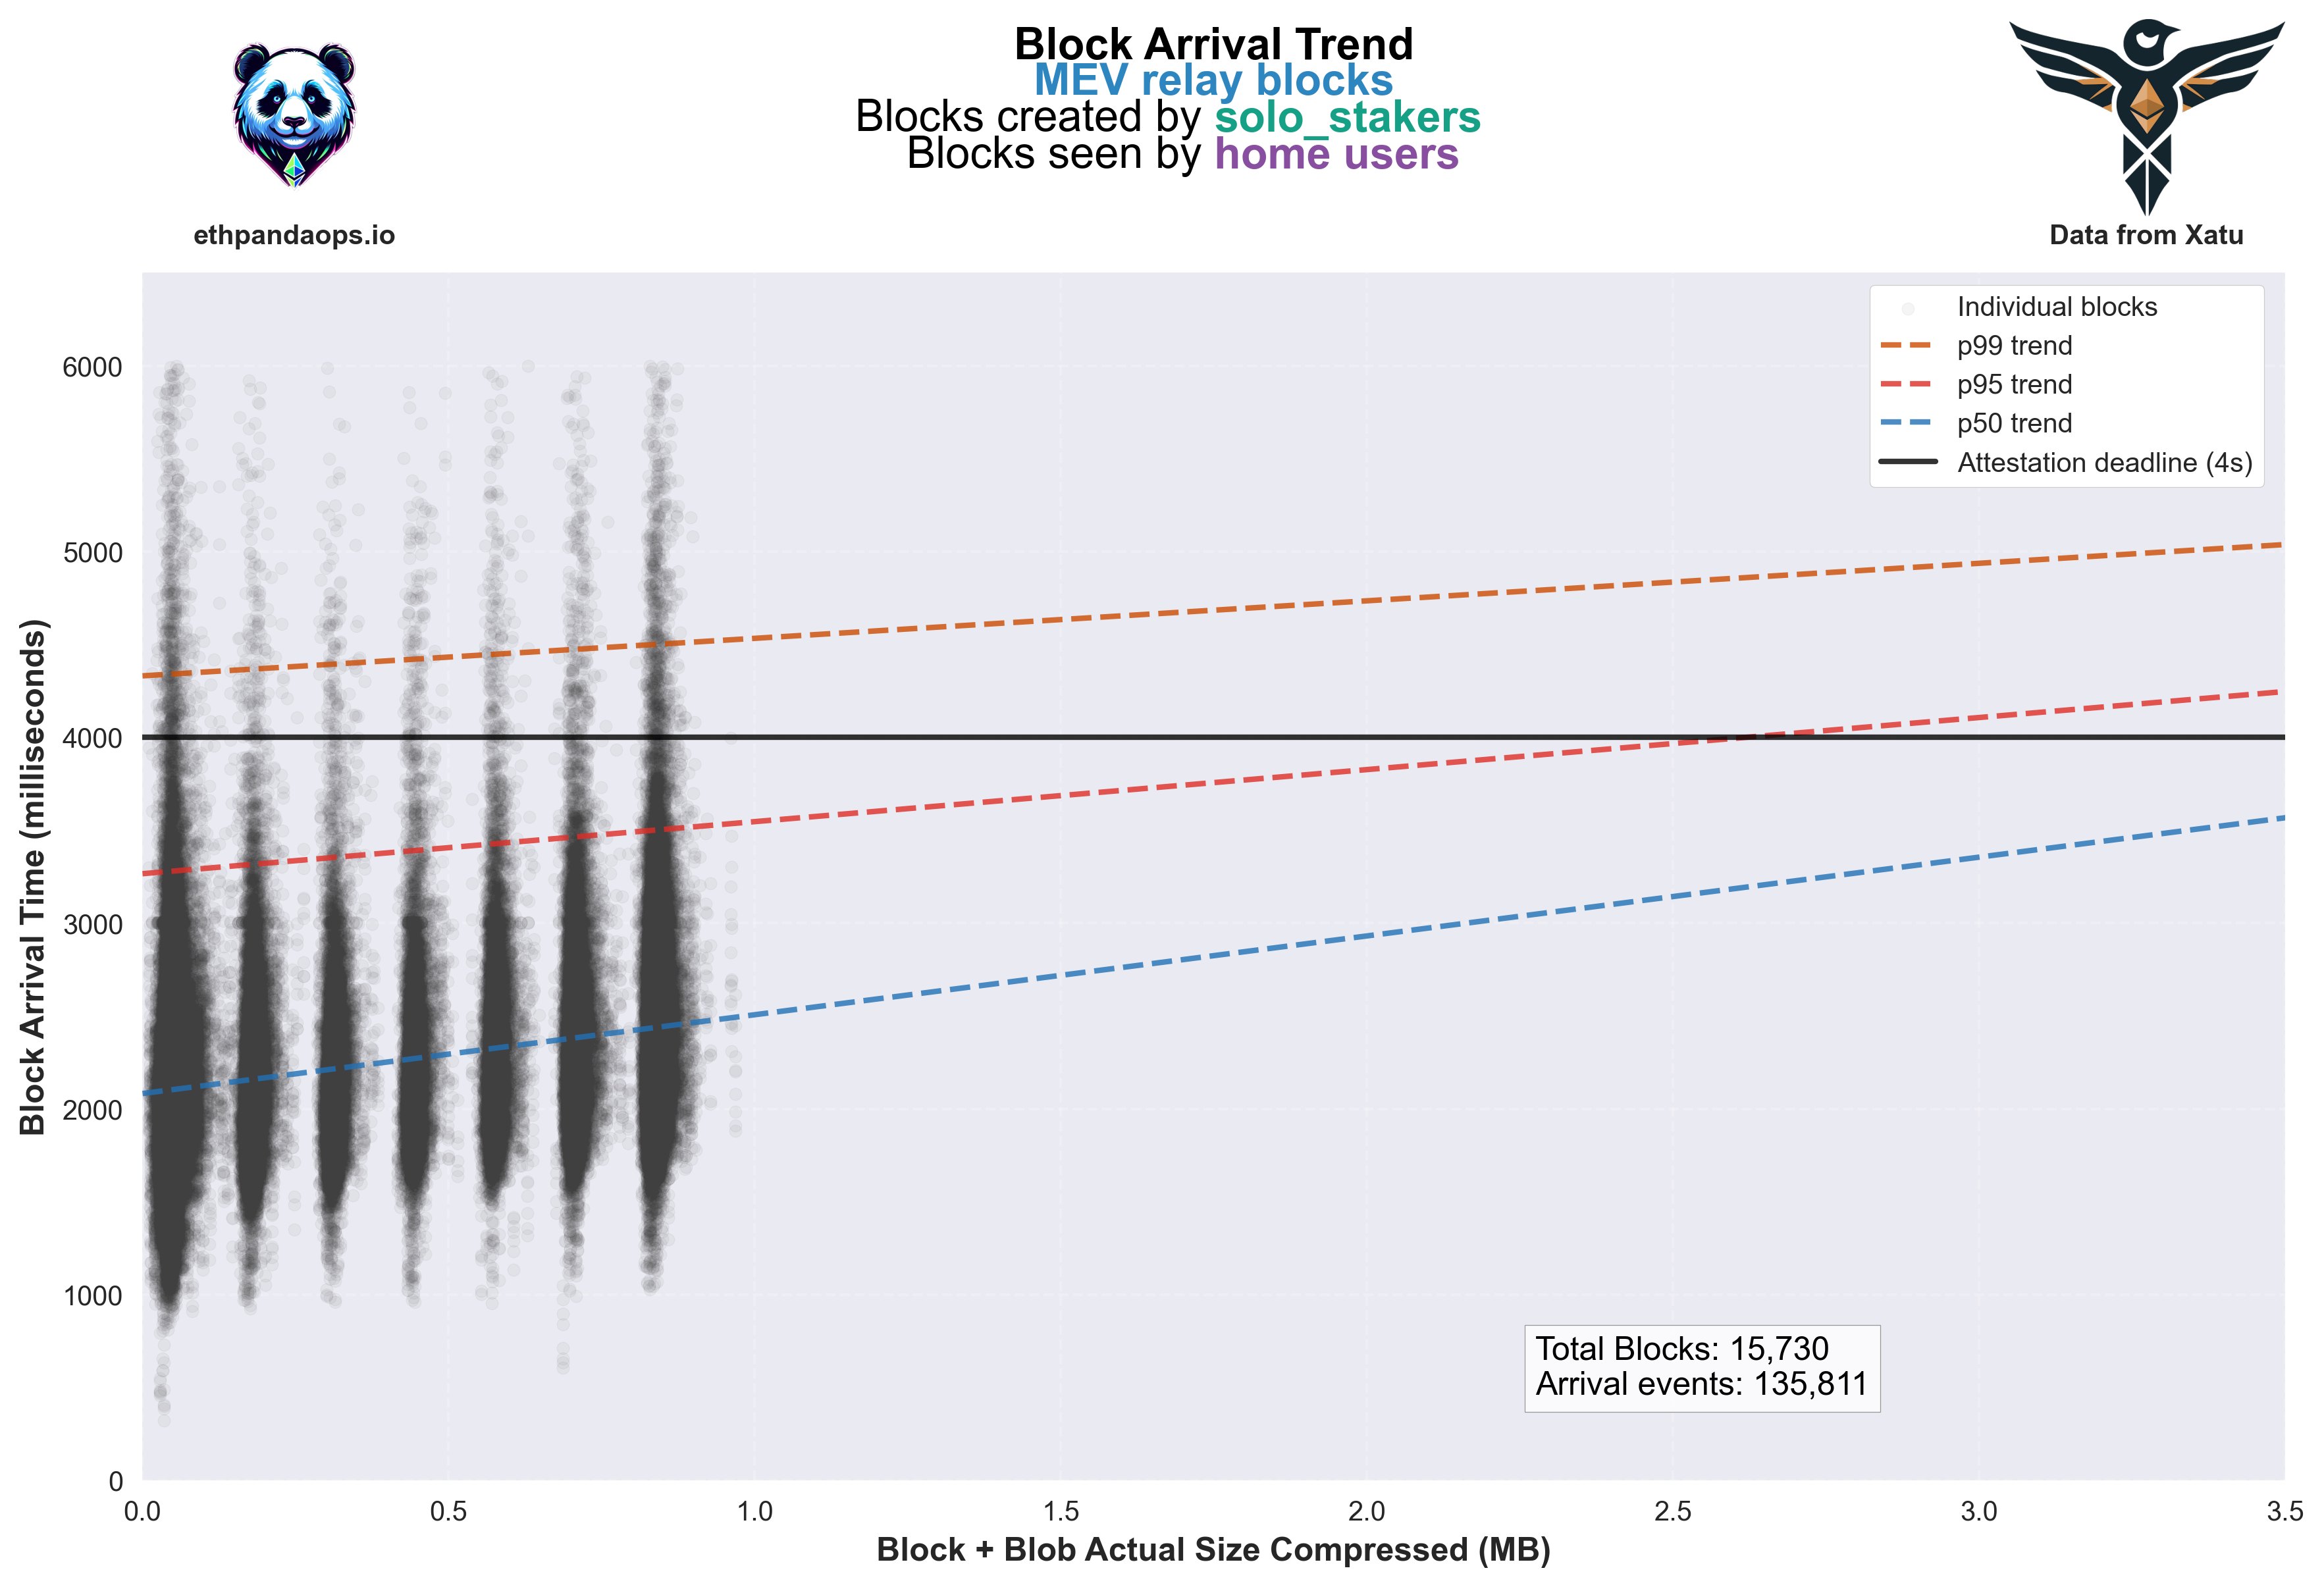 Block Arrival Trend
MEV relay blocks
Blocks created by solo_stakers
Blocks seen by home users
ethpandaops.io
Data from Xatu
Individual blocks
p99 trend
p95 trend
p50 trend
Attestation deadline (4s)
Block Arrival Time (milliseconds)
6000
5000
4000
3000
2000
1000
0
Total Blocks: 15,730
Arrival events: 135,811
0.0 0.5 1.0 1.5 2.0 2.5 3.0 3.5
Block + Blob Actual Size Compressed (MB)